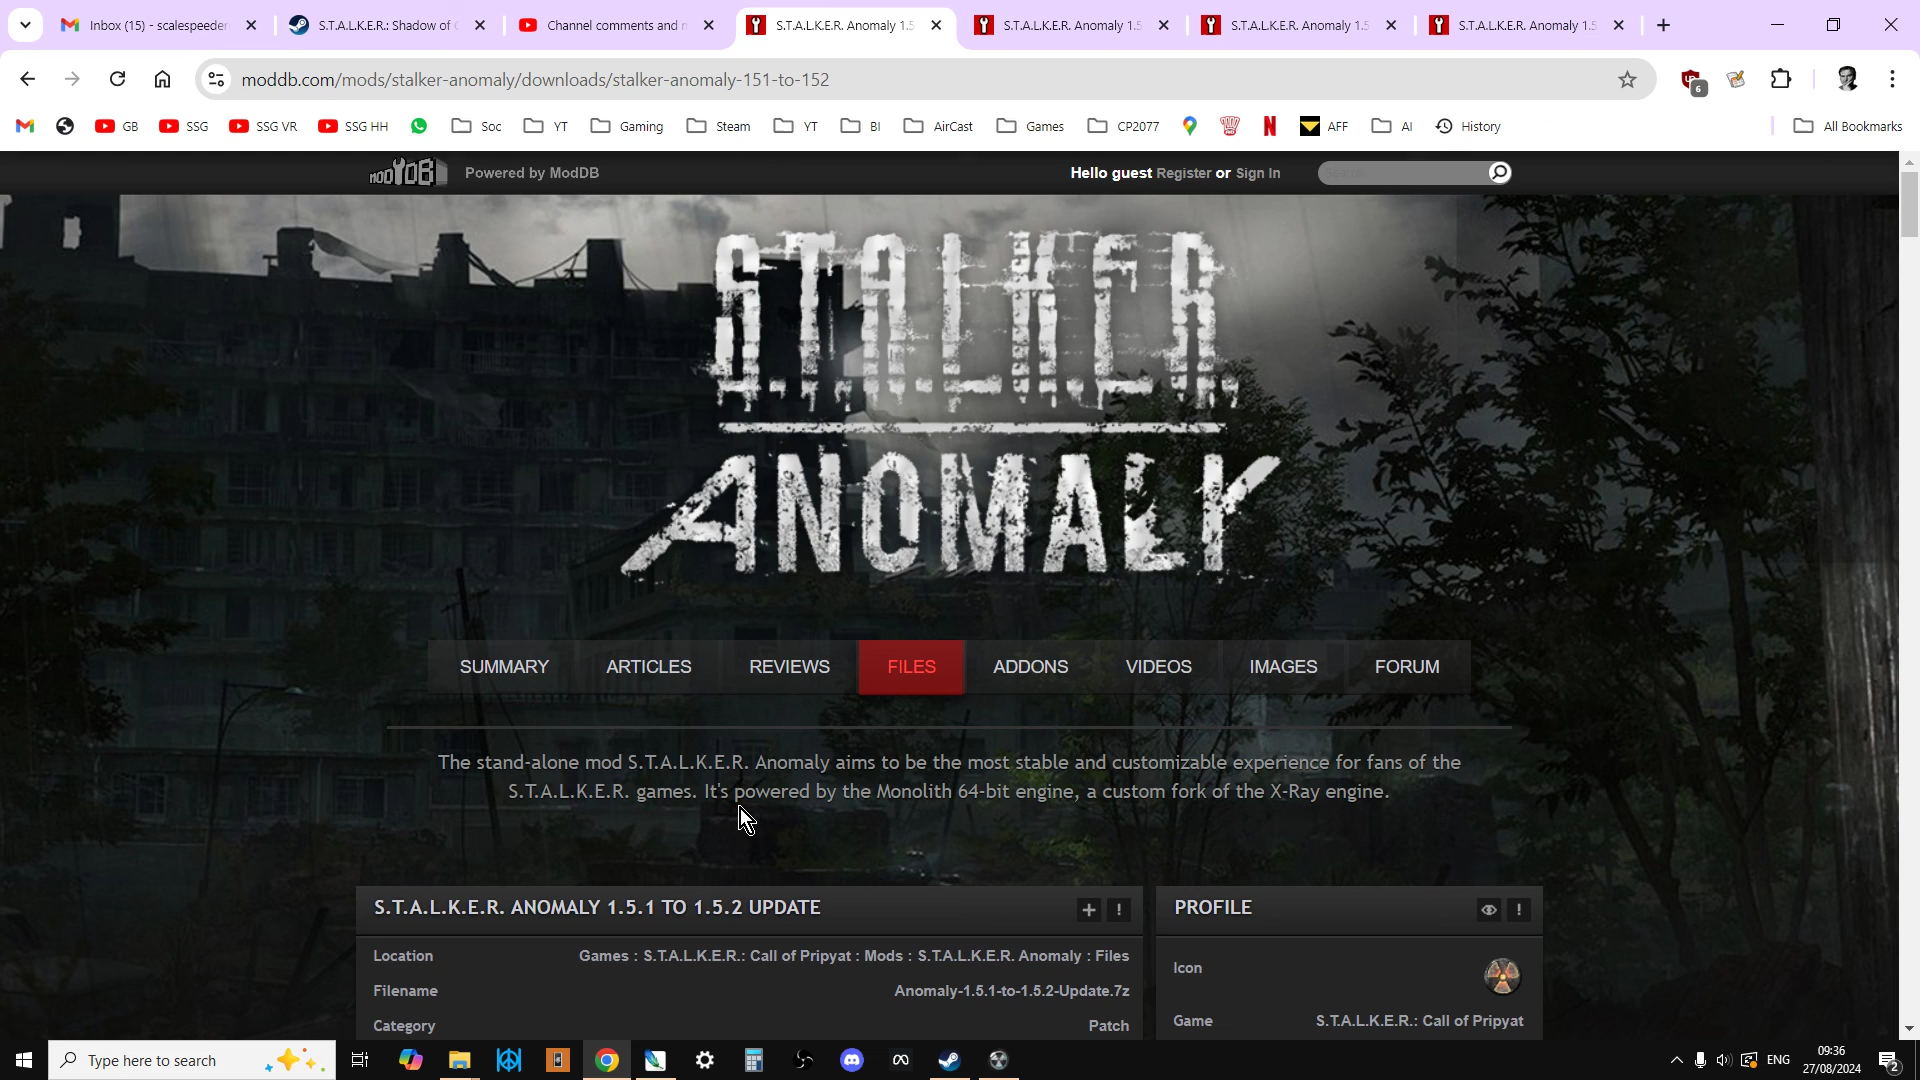 Inbox (15) - scalespeeder
S.T.A.L.K.E.R.: Shadow of C
Channel comments and m
S.T.A.L.K.E.R. Anomaly 1.5
S.T.A.L.K.E.R. Anomaly 1.5
S.T.A.L.K.E.R. Anomaly 1.5
S.T.A.L.K.E.R. Anomaly 1.5
moddb.com/mods/stalker-anomaly/downloads/stalker-anomaly-151-to-152
6
GB SSG SSG VR SSG HH Soc YT Gaming Steam YT BI AirCast Games CP2077 N AFF AI History All Bookmarks
MODDB Powered by ModDB Hello guest Register or Sign In
S.T.A.L.K.E.R.
ANOMALY
SUMMARY ARTICLES REVIEWS FILES ADDONS VIDEOS IMAGES FORUM
The stand-alone mod S.T.A.L.K.E.R. Anomaly aims to be the most stable and customizable experience for fans of the
S.T.A.L.K.E.R. games. It's powered by the Monolith 64-bit engine, a custom fork of the X-Ray engine.
S.T.A.L.K.E.R. ANOMALY 1.5.1 TO 1.5.2 UPDATE
Location Games : S.T.A.L.K.E.R.: Call of Pripyat : Mods : S.T.A.L.K.E.R. Anomaly : Files
Filename Anomaly-1.5.1-to-1.5.2-Update.7z
Category Patch
PROFILE
Icon
Game S.T.A.L.K.E.R.: Call of Pripyat
Type here to search
ENG
09:36
27/08/2024
2